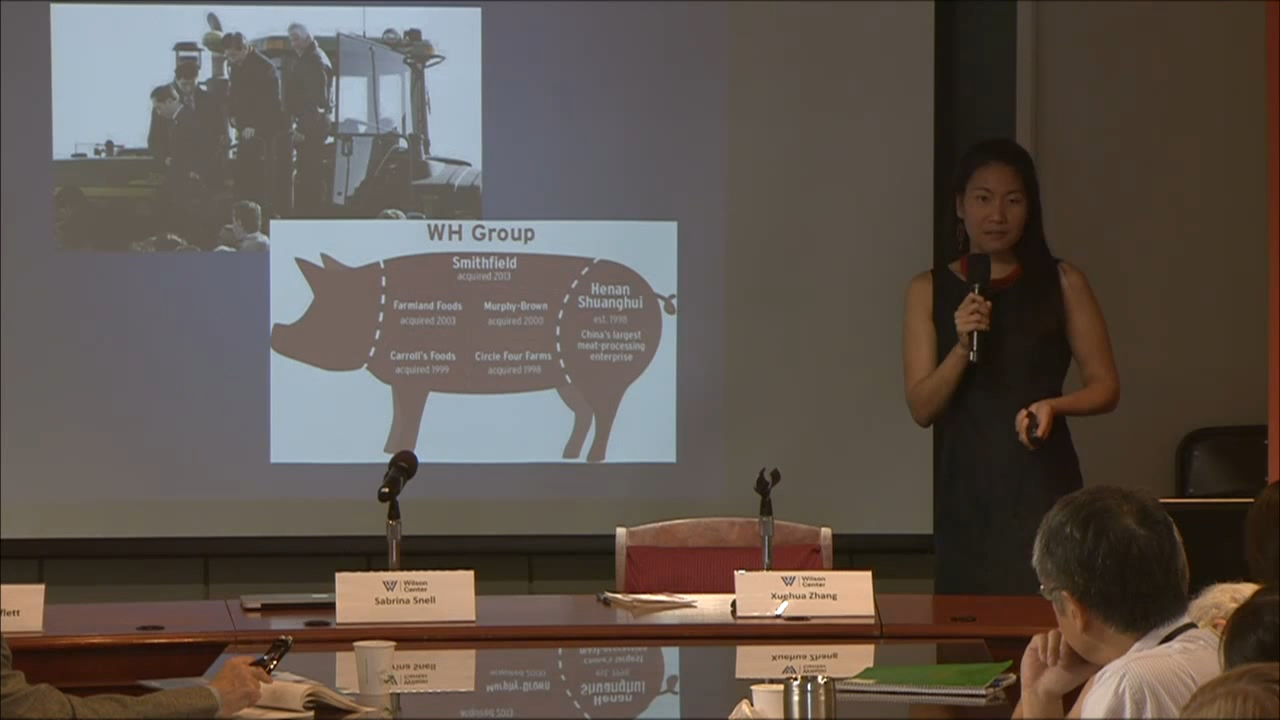 WH Group
Smithfield
acquired 2013
Farmland Foods
acquired 2003
Murphy-Brown
acquired 2000
Carroll's Foods
acquired 1999
Circle Four Farms
acquired 1998
Henan
Shuanghui
est. 1998
China's largest
meat-processing
enterprise
flett
Wilson
Center
Sabrina Snell
Wilson
Center
Xuehua Zhang